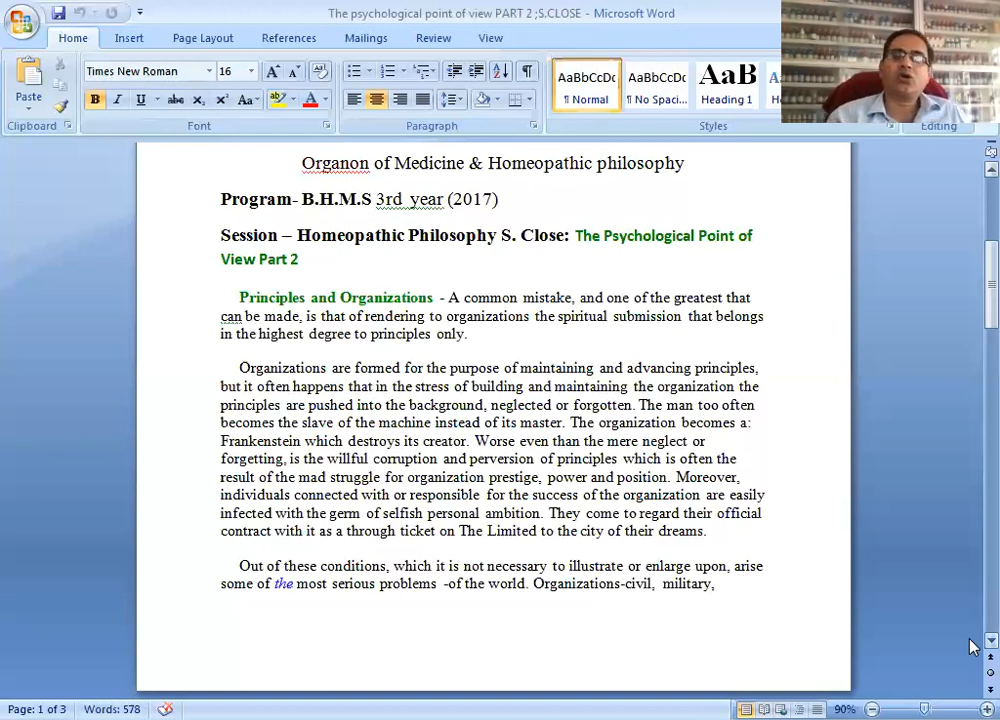 The psychological point of view PART 2 ;S.CLOSE - Microsoft Word
Home Insert Page Layout References Mailings Review View
Times New Roman 16
AaBbCcDc AaBbCcDc AaBbC
Paste
¶ Normal ¶ No Spaci... Heading 1
Clipboard Font Paragraph Styles Editing
Organon of Medicine & Homeopathic philosophy
Program- B.H.M.S 3rd year (2017)
Session – Homeopathic Philosophy S. Close: The Psychological Point of
View Part 2
Principles and Organizations - A common mistake, and one of the greatest that
can be made, is that of rendering to organizations the spiritual submission that belongs
in the highest degree to principles only.
Organizations are formed for the purpose of maintaining and advancing principles,
but it often happens that in the stress of building and maintaining the organization the
principles are pushed into the background, neglected or forgotten. The man too often
becomes the slave of the machine instead of its master. The organization becomes a:
Frankenstein which destroys its creator. Worse even than the mere neglect or
forgetting, is the willful corruption and perversion of principles which is often the
result of the mad struggle for organization prestige, power and position. Moreover,
individuals connected with or responsible for the success of the organization are easily
infected with the germ of selfish personal ambition. They come to regard their official
contract with it as a through ticket on The Limited to the city of their dreams.
Out of these conditions, which it is not necessary to illustrate or enlarge upon, arise
some of the most serious problems -of the world. Organizations-civil, military,
Page: 1 of 3 Words: 578 90%